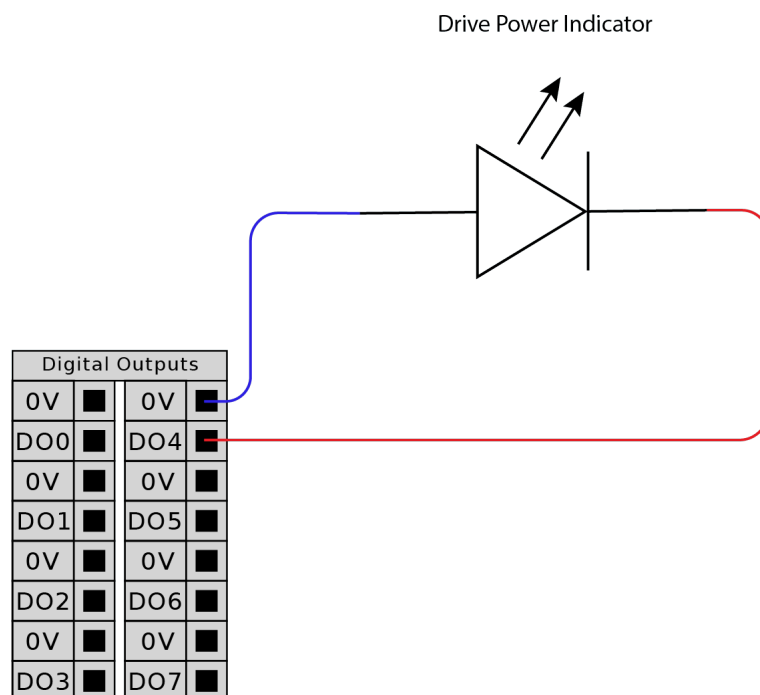 Drive Power Indicator
Digital Outputs
0V 0V
DO0 DO4
0V 0V
DO1 DO5
0V 0V
DO2 DO6
0V 0V
DO3 DO7